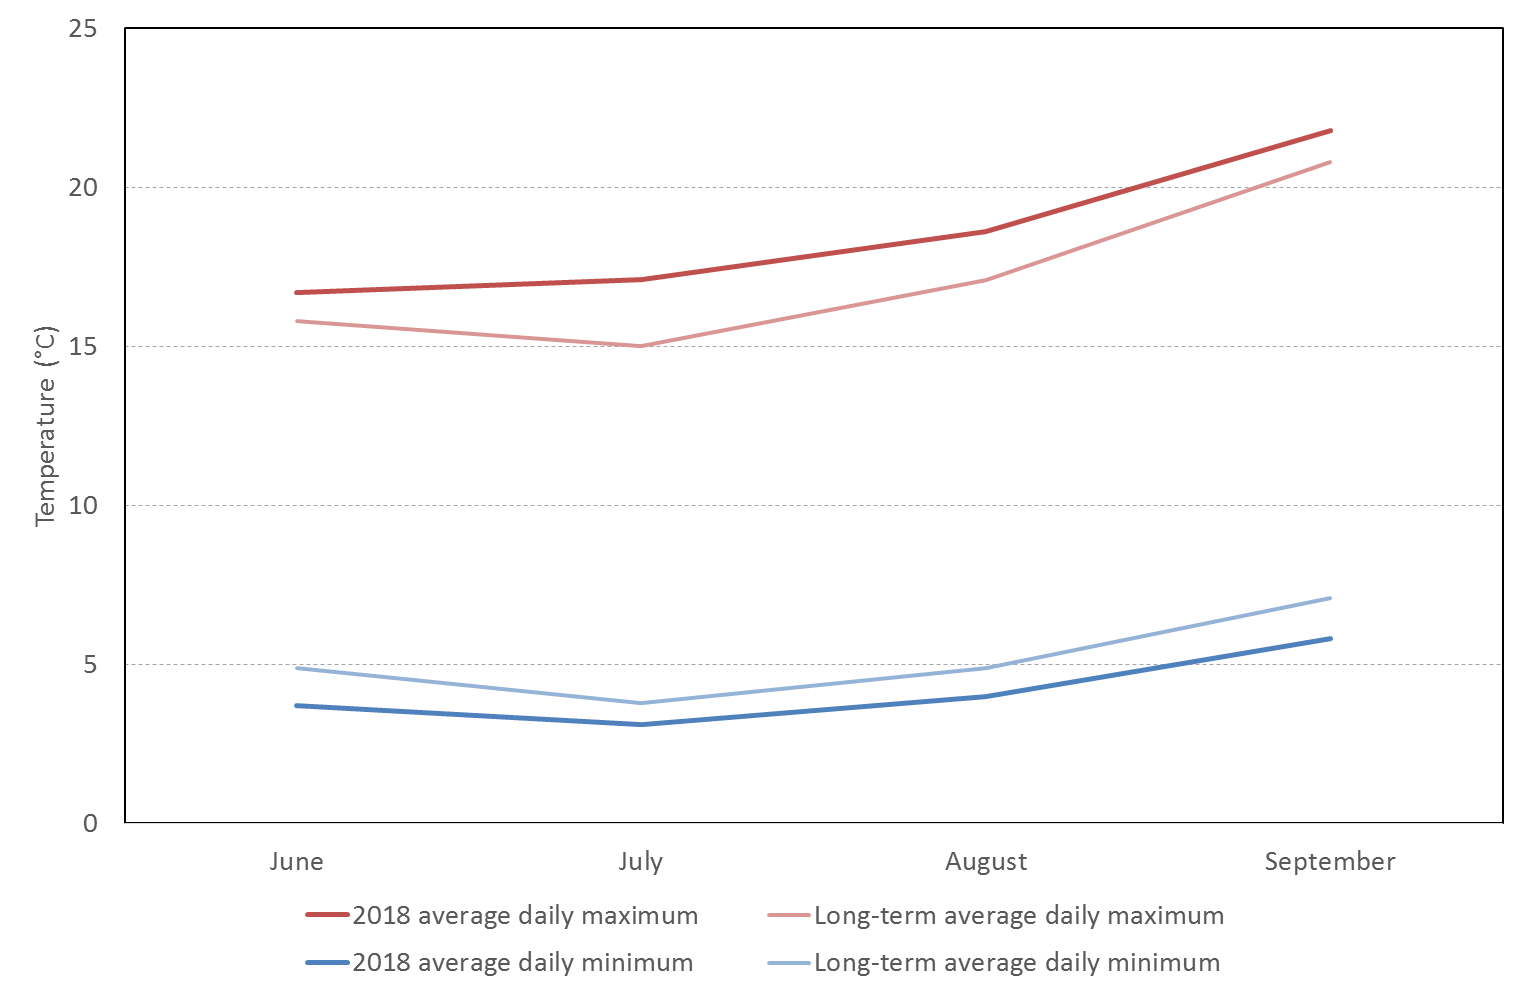 25
20
15
10
5
0
Temperature (°C)
June July August September
2018 average daily maximum Long-term average daily maximum
2018 average daily minimum Long-term average daily minimum